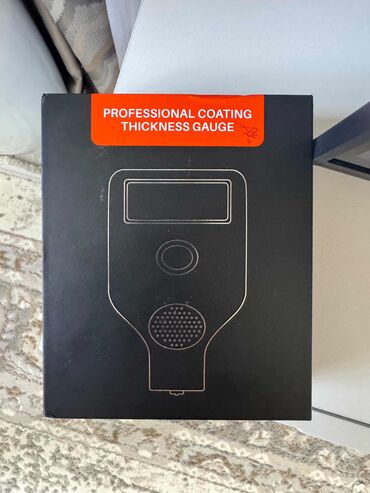 PROFESSIONAL COATING
THICKNESS GAUGE